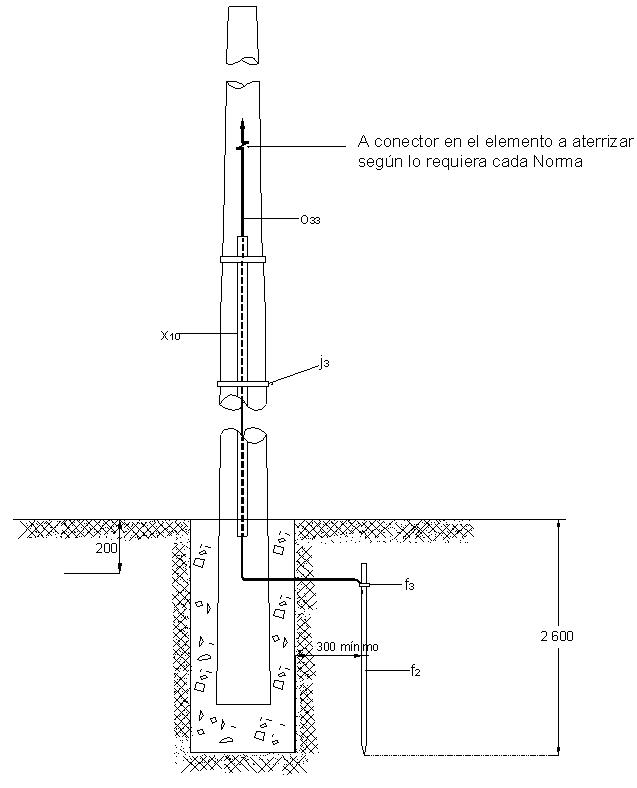 A conector en el elemento a aterrizar
según lo requiera cada Norma
O33
X10
j3
200
f3
300 mínimo
2 600
f2